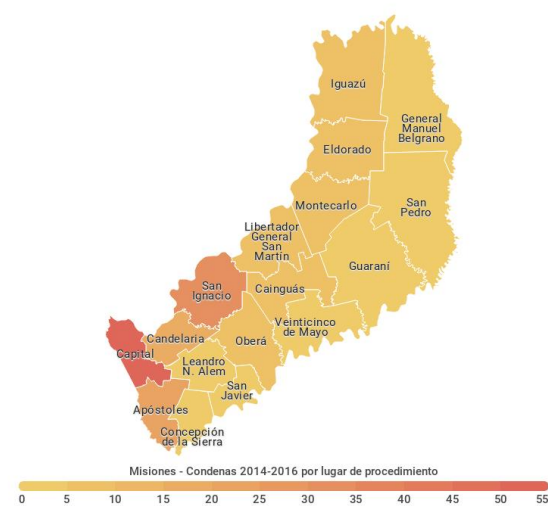 Iguazú
General
Manuel
Belgrano
Eldorado
San
Pedro
Montecarlo
Libertador
General
San
Martín
Guaraní
San
Ignacio
Cainguás
Veinticinco
de Mayo
Candelaria
Oberá
Capital
Leandro
N. Alem
San
Javier
Apóstoles
Concepción
de la Sierra
Misiones - Condenas 2014-2016 por lugar de procedimiento
0 5 10 15 20 25 30 35 40 45 50 55